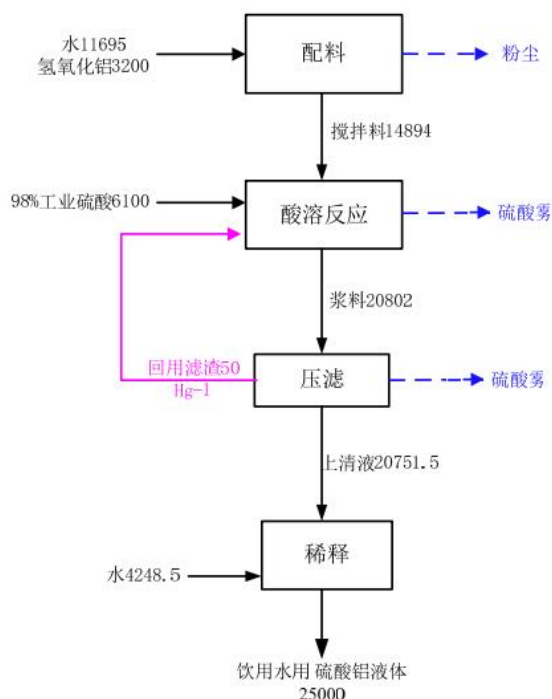 水11695
氢氧化铝3200
配料
粉尘
搅拌料14894
98%工业硫酸6100
酸溶反应
硫酸雾
浆料20802
回用滤渣50
Hg-1
压滤
硫酸雾
上清液20751.5
稀释
水4248.5
饮用水用 硫酸铝液体
25000